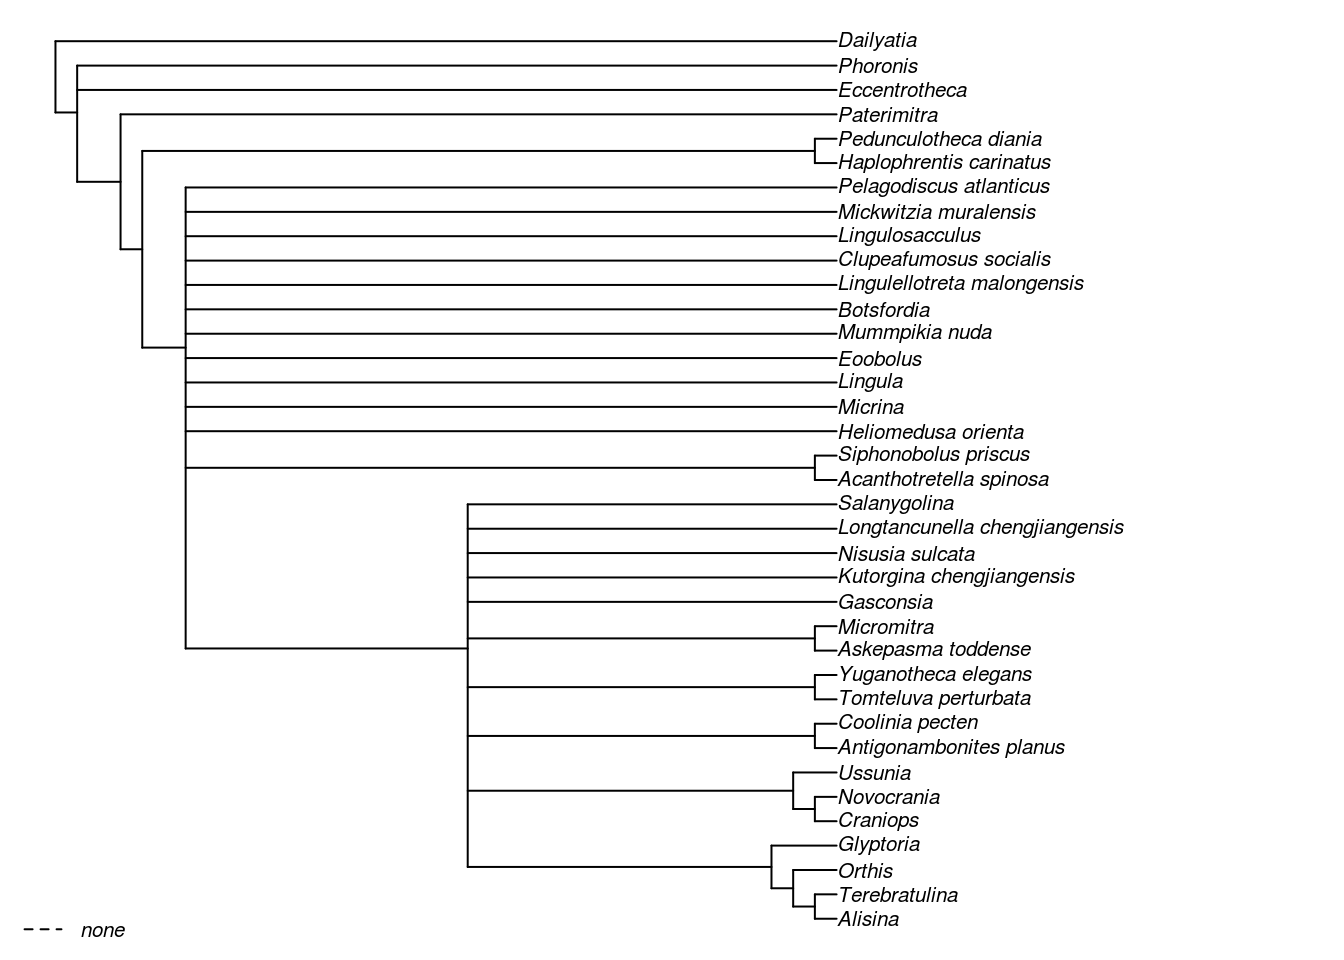 Dailyatia
Phoronis
Eccentrotheca
Paterimitra
Pedunculotheca diania
Haplophrentis carinatus
Pelagodiscus atlanticus
Mickwitzia muralensis
Lingulosacculus
Clupeafumosus socialis
Lingulellotreta malongensis
Botsfordia
Mummpikia nuda
Eoobolus
Lingula
Micrina
Heliomedusa orienta
Siphonobolus priscus
Acanthotretella spinosa
Salanygolina
Longtancunella chengjiangensis
Nisusia sulcata
Kutorgina chengjiangensis
Gasconsia
Micromitra
Askepasma toddense
Yuganotheca elegans
Tomteluva perturbata
Coolinia pecten
Antigonambonites planus
Ussunia
Novocrania
Craniops
Glyptoria
Orthis
Terebratulina
Alisina
none